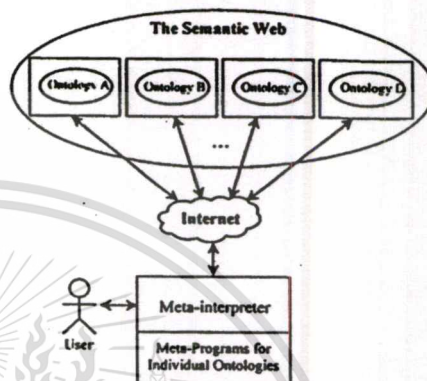 The Semantic Web
Ontology A Ontology B Ontology C Ontology D
...
Internet
Meta-interpreter
User
Meta-Programs for
Individual Ontologies